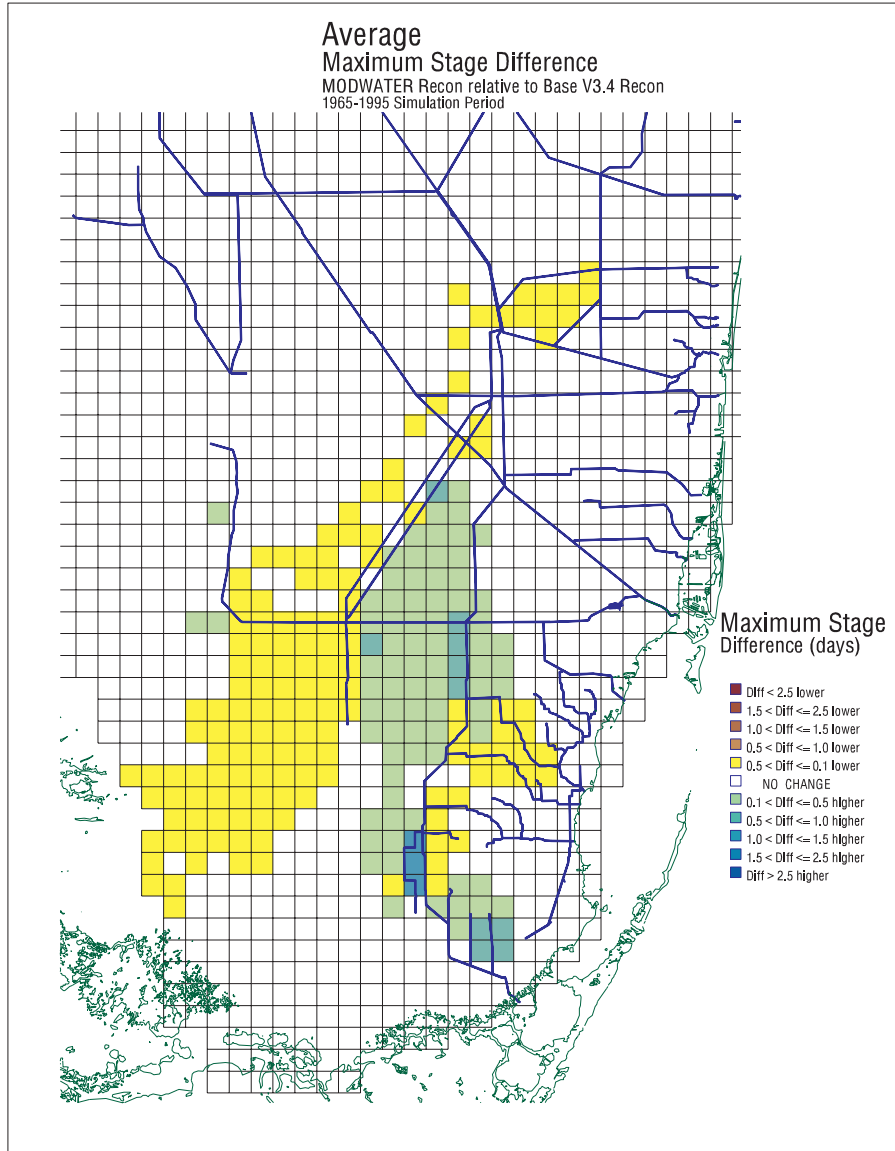 Average
Maximum Stage Difference
MODWATER Recon relative to Base V3.4 Recon
1965-1995 Simulation Period
Maximum Stage
Difference (days)
Diff < 2.5 lower
1.5 < Diff <= 2.5 lower
1.0 < Diff <= 1.5 lower
0.5 < Diff <= 1.0 lower
0.5 < Diff <= 0.1 lower
NO CHANGE
0.1 < Diff <= 0.5 higher
0.5 < Diff <= 1.0 higher
1.0 < Diff <= 1.5 higher
1.5 < Diff <= 2.5 higher
Diff > 2.5 higher